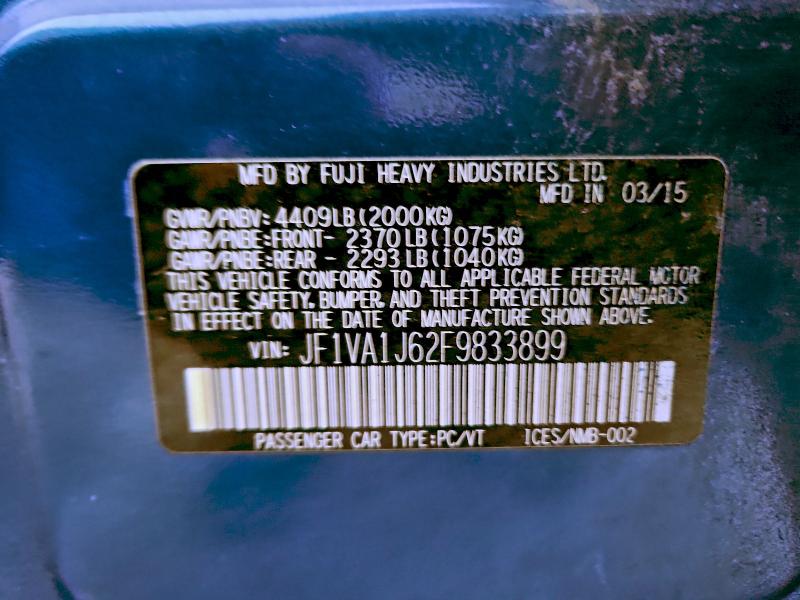 MFD BY FUJI HEAVY INDUSTRIES LTD.
MFD IN 03/15
GVWR/PNBV: 4409LB(2000KG)
GAWR/PNBE:FRONT- 2370LB(1075KG)
GAWR/PNBE:REAR - 2293LB(1040KG)
THIS VEHICLE CONFORMS TO ALL APPLICABLE FEDERAL MOTOR
VEHICLE SAFETY, BUMPER, AND THEFT PREVENTION STANDARDS
IN EFFECT ON THE DATE OF MANUFACTURE SHOWN ABOVE.
VIN: JF1VA1J62F9833899
PASSENGER CAR TYPE:PC/VT ICES/NMB-002